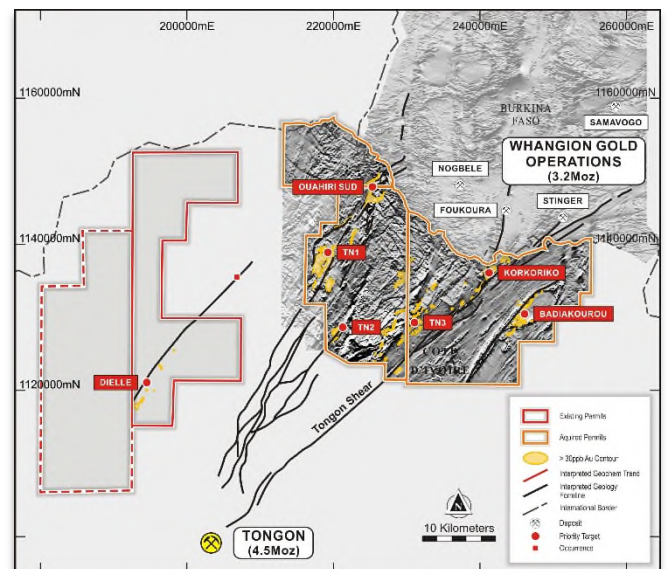 200000mE
220000mE
240000mE
260000mE
1160000mN
1160000mN
BURKINA
FASO
SAMAVOGO
WHANGION GOLD
OPERATIONS
(3.2Moz)
NOGBELE
OUAHIRI SUD
STINGER
FOUKOURA
1140000mN
1140000mN
TN1
KORKORIKO
BADIAKOUROU
TN2
TN3
COTE
D'IVOIRE
DIELLE
1120000mN
Tongon Shear
TONGON
(4.5Moz)
10 Kilometers
Existing Permits
Aquired Permits
> 30ppb Au Contour
Interpreted Geochem Trend
Interpreted Geology
Formline
International Border
Deposit
Priority Target
Occurrence